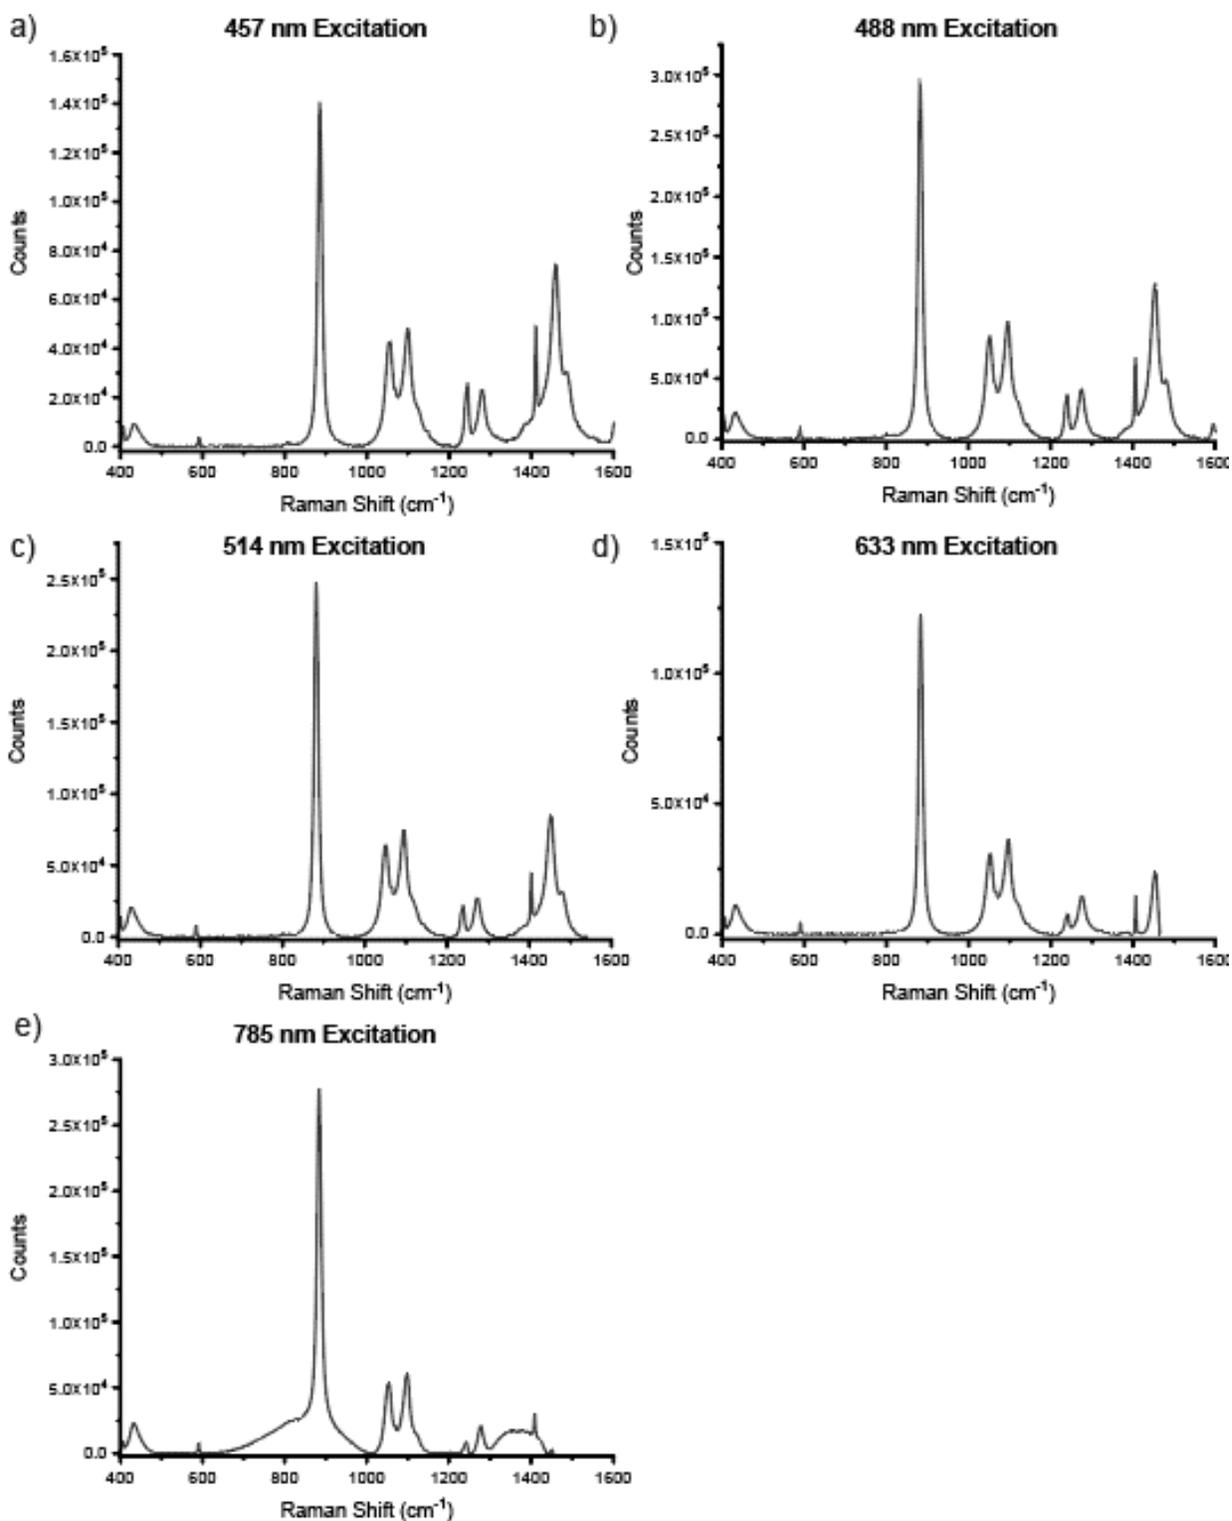 a)
457 nm Excitation
1.6X10⁵
1.4X10⁵
1.2X10⁵
1.0X10⁵
8.0X10⁴
6.0X10⁴
4.0X10⁴
2.0X10⁴
0.0
Counts
400 600 800 1000 1200 1400 1600
Raman Shift (cm⁻¹)
b)
488 nm Excitation
3.0X10⁵
2.5X10⁵
2.0X10⁵
1.5X10⁵
1.0X10⁵
5.0X10⁴
0.0
Counts
400 600 800 1000 1200 1400 1600
Raman Shift (cm⁻¹)
c)
514 nm Excitation
2.5X10⁵
2.0X10⁵
1.5X10⁵
1.0X10⁵
5.0X10⁴
0.0
Counts
400 600 800 1000 1200 1400 1600
Raman Shift (cm⁻¹)
d)
633 nm Excitation
1.5X10⁵
1.0X10⁵
5.0X10⁴
0.0
Counts
400 600 800 1000 1200 1400 1600
Raman Shift (cm⁻¹)
e)
785 nm Excitation
3.0X10⁵
2.5X10⁵
2.0X10⁵
1.5X10⁵
1.0X10⁵
5.0X10⁴
0.0
Counts
400 600 800 1000 1200 1400 1600
Raman Shift (cm⁻¹)